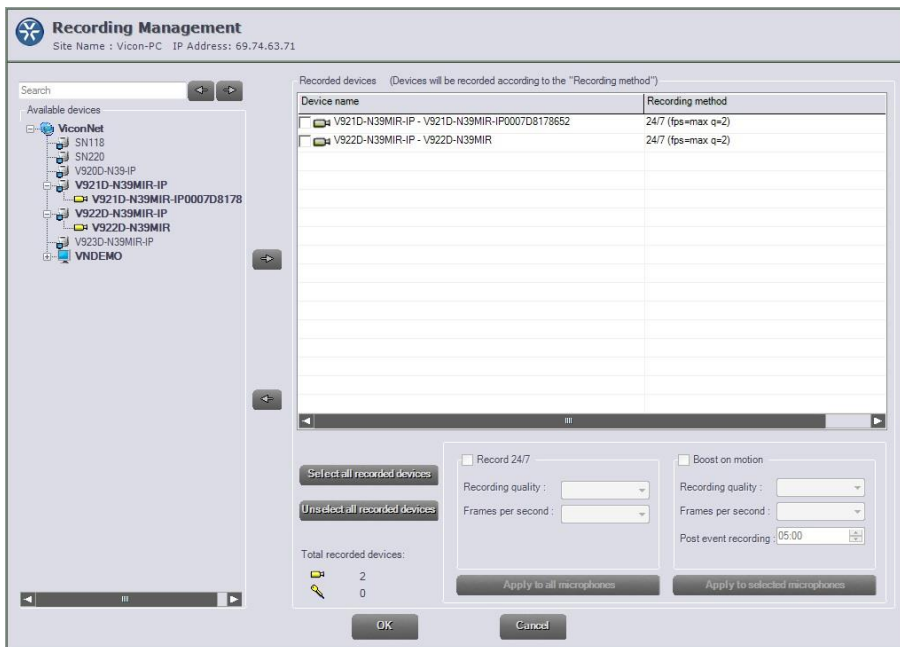 Recording Management
Site Name : Vicon-PC IP Address: 69.74.63.71
Search
Available devices
ViconNet
SN118
SN220
V920D-N39-IP
V921D-N39MIR-IP
V921D-N39MIR-IP0007D8178
V922D-N39MIR-IP
V922D-N39MIR
V923D-N39MIR-IP
VNDEMO
Recorded devices (Devices will be recorded according to the "Recording method")
Device name Recording method
V921D-N39MIR-IP - V921D-N39MIR-IP0007D8178652 24/7 (fps=max q=2)
V922D-N39MIR-IP - V922D-N39MIR 24/7 (fps=max q=2)
Select all recorded devices
Unselect all recorded devices
Total recorded devices:
2
0
Record 24/7
Recording quality :
Frames per second :
Apply to all microphones
Boost on motion
Recording quality :
Frames per second :
Post event recording : 05:00
Apply to selected microphones
OK Cancel